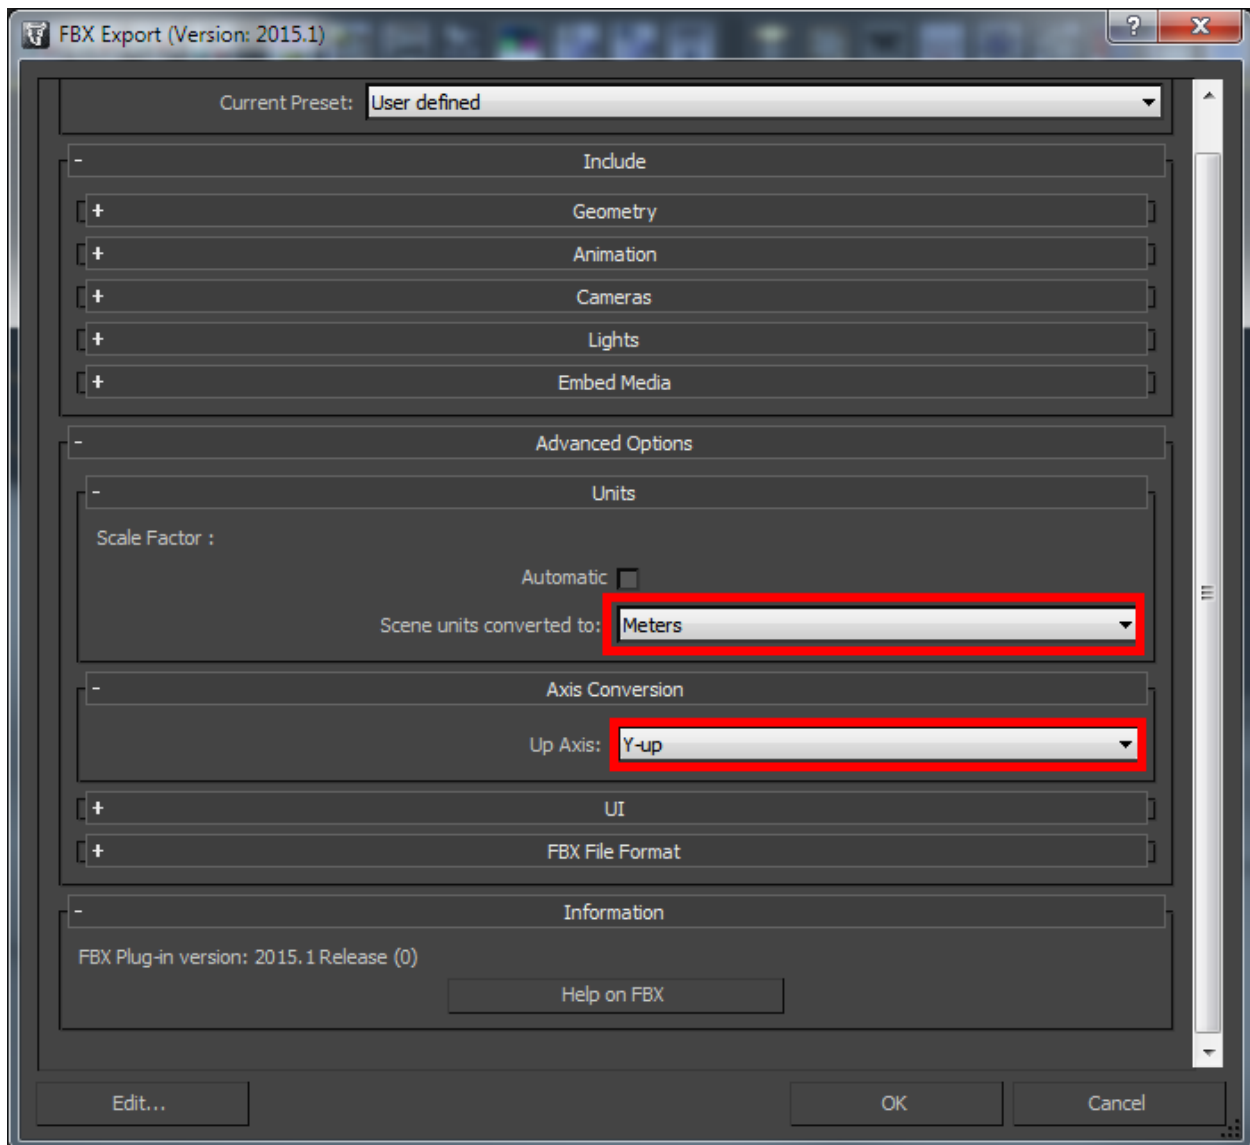 FBX Export (Version: 2015.1)
Current Preset: User defined
Include
Geometry
Animation
Cameras
Lights
Embed Media
Advanced Options
Units
Scale Factor :
Automatic
Scene units converted to: Meters
Axis Conversion
Up Axis: Y-up
UI
FBX File Format
Information
FBX Plug-in version: 2015.1 Release (0)
Help on FBX
Edit... OK Cancel